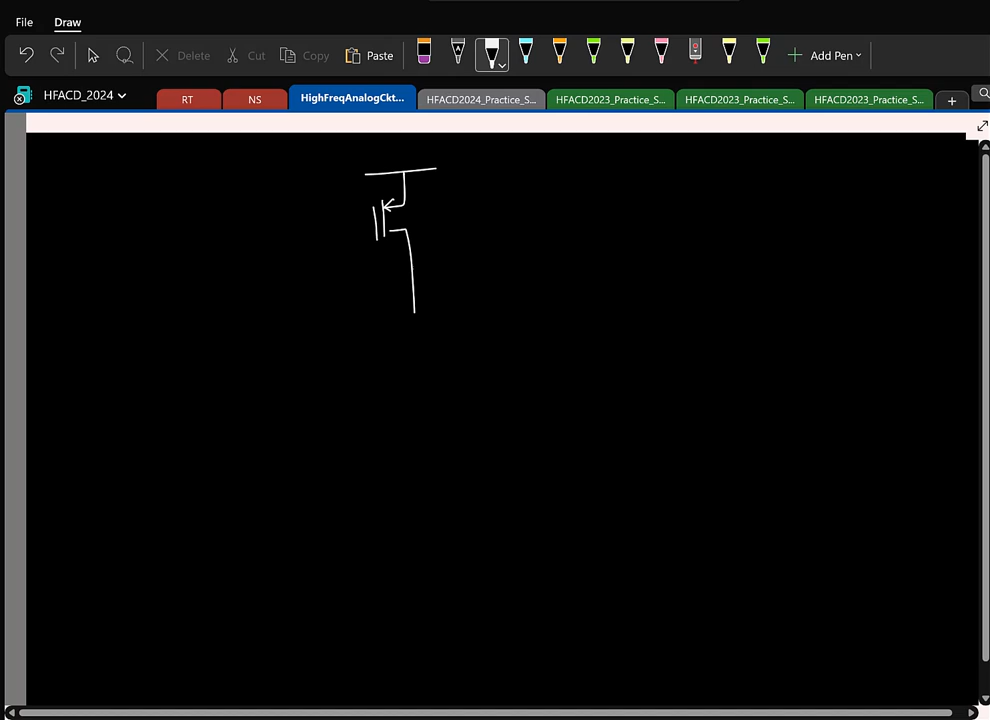 File Draw
Delete Cut Copy Paste A Add Pen
HFACD_2024 RT NS HighFreqAnalogCkt... HFACD2024_Practice_S... HFACD2023_Practice_S... HFACD2023_Practice_S... HFACD2023_Practice_S... +